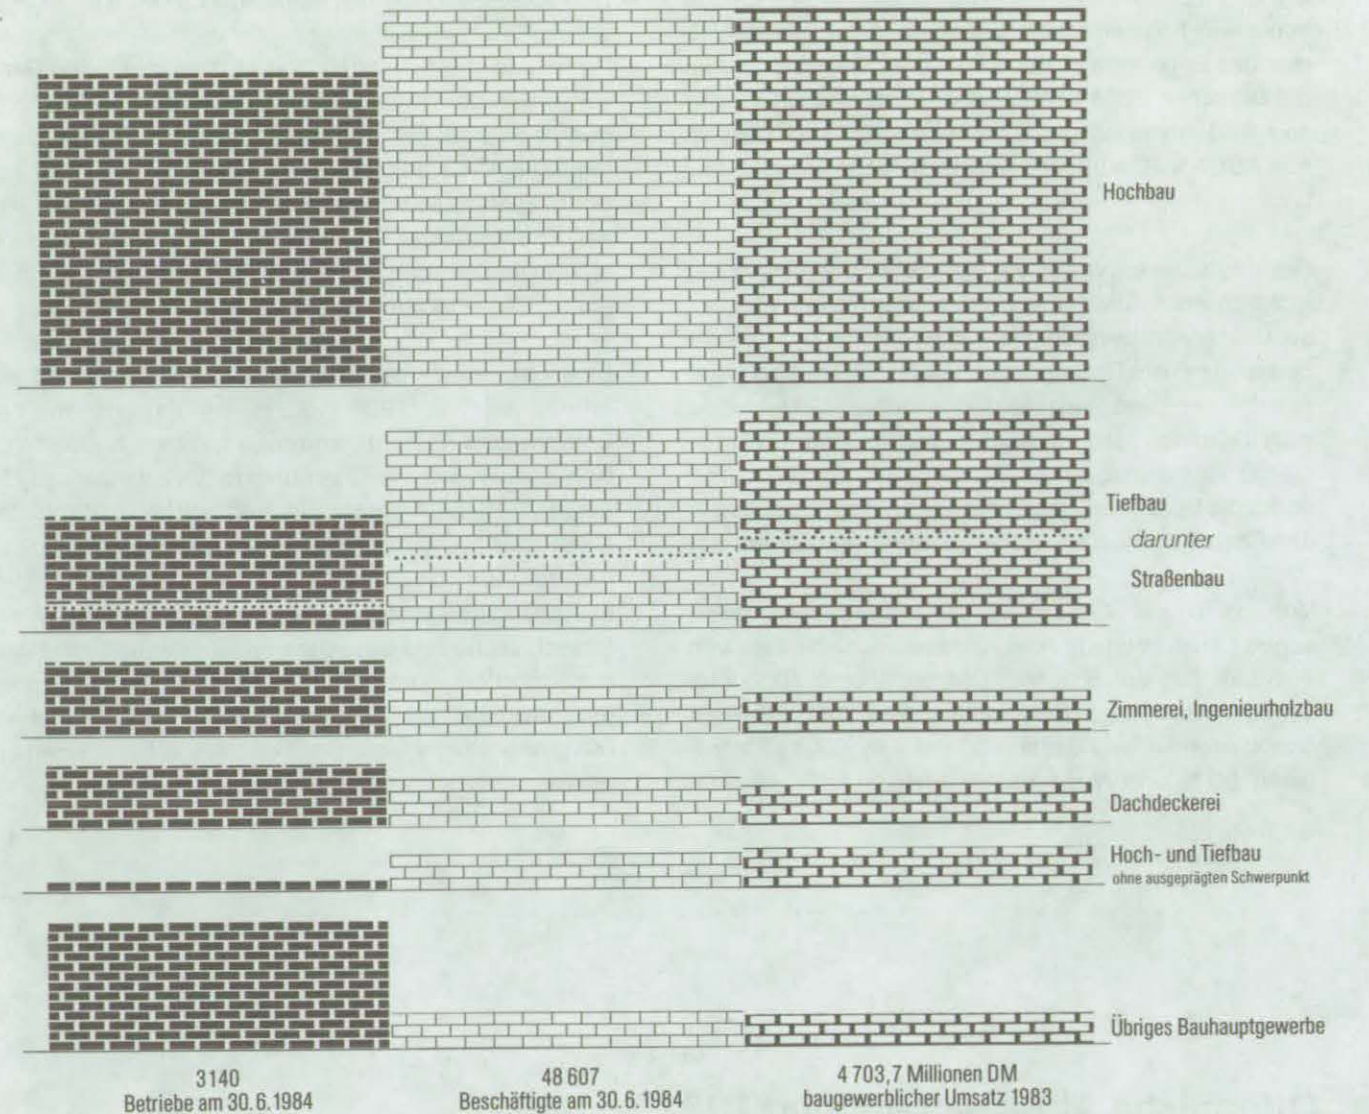 Hochbau
Tiefbau
darunter
Straßenbau
Zimmerei, Ingenieurholzbau
Dachdeckerei
Hoch- und Tiefbau
ohne ausgeprägten Schwerpunkt
Übriges Bauhauptgewerbe
3140
Betriebe am 30.6.1984
48 607
Beschäftigte am 30.6.1984
4 703,7 Millionen DM
baugewerblicher Umsatz 1983